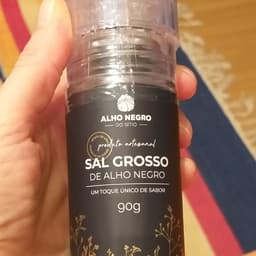 ALHO NEGRO
DO SÍTIO
produto artesanal
SAL GROSSO
DE ALHO NEGRO
UM TOQUE ÚNICO DE SABOR
90g